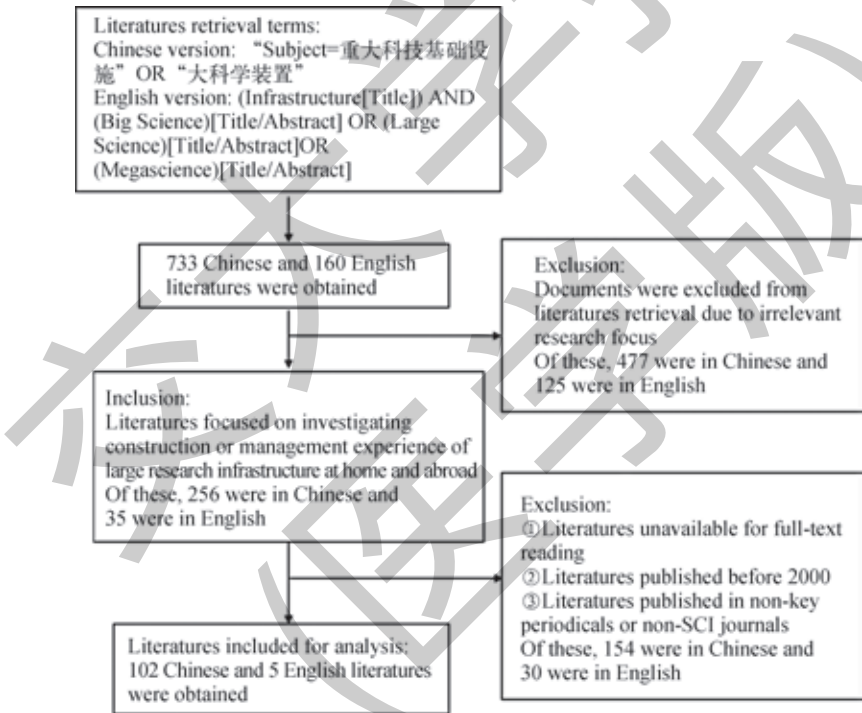 Literatures retrieval terms:
Chinese version: “Subject=重大科技基础设
施” OR “大科学装置”
English version: (Infrastructure[Title]) AND
(Big Science)[Title/Abstract] OR (Large
Science)[Title/Abstract]OR
(Megascience)[Title/Abstract]
733 Chinese and 160 English
literatures were obtained
Exclusion:
Documents were excluded from
literatures retrieval due to irrelevant
research focus
Of these, 477 were in Chinese and
125 were in English
Inclusion:
Literatures focused on investigating
construction or management experience of
large research infrastructure at home and abroad
Of these, 256 were in Chinese and
35 were in English
Exclusion:
①Literatures unavailable for full-text
reading
②Literatures published before 2000
③Literatures published in non-key
periodicals or non-SCI journals
Of these, 154 were in Chinese and
30 were in English
Literatures included for analysis:
102 Chinese and 5 English literatures
were obtained
交大学
(医学版)